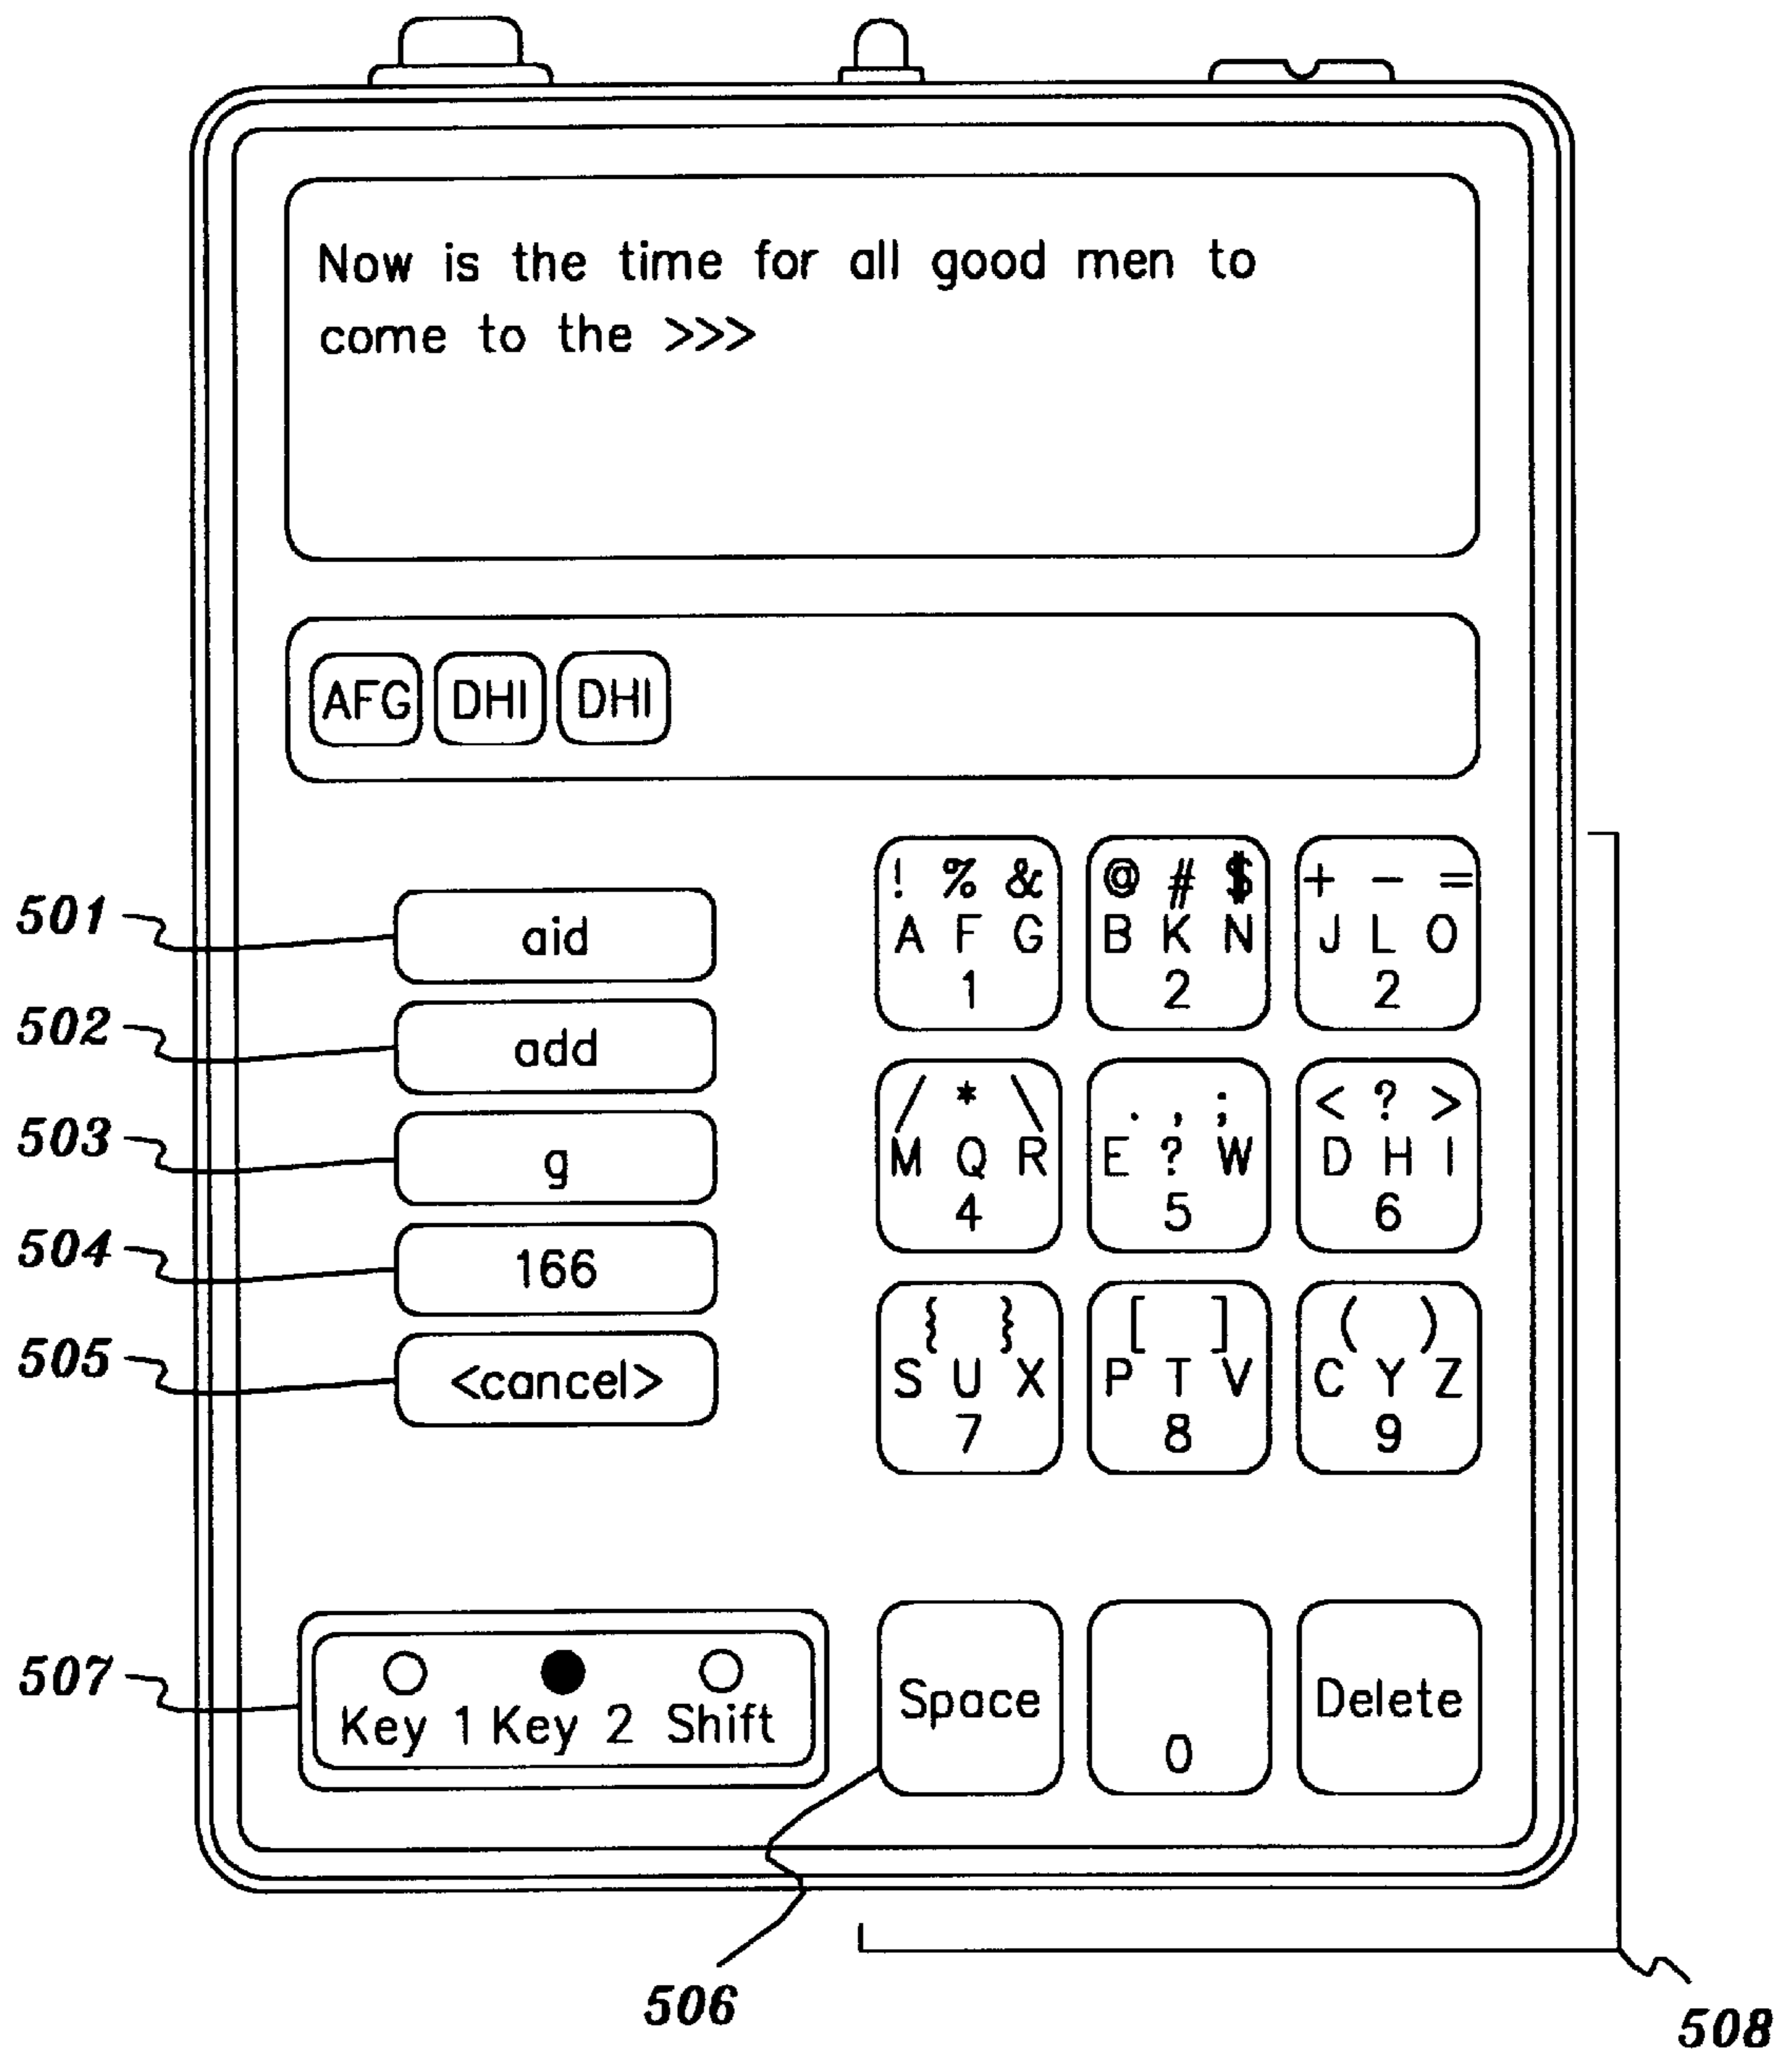 Now is the time for all good men to
come to the >>>
AFG DHI DHI
! % & @ # $ + - =
501 aid A F G B K N J L O
1 2 2
502 add
/ * \ . , ; < ? >
503 g M Q R E ? W D H I
4 5 6
504 166
{ } [ ] ( )
505 <cancel> S U X P T V C Y Z
7 8 9
507 Key 1 Key 2 Shift Space 0 Delete
506
508